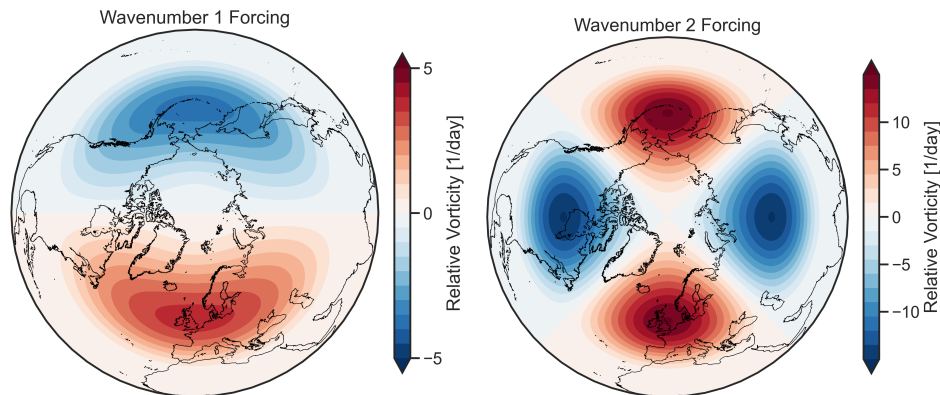 Wavenumber 1 Forcing
5
0
−5
Relative Vorticity [1/day]
Wavenumber 2 Forcing
10
5
0
−5
−10
Relative Vorticity [1/day]